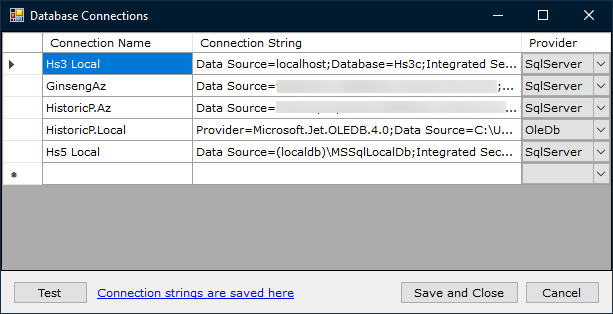 Database Connections
Connection Name Connection String Provider
Hs3 Local Data Source=localhost;Database=Hs3c;Integrated Se... SqlServer
GinsengAz Data Source= ;... SqlServer
HistoricP.Az Data Source= ... SqlServer
HistoricP.Local Provider=Microsoft.Jet.OLEDB.4.0;Data Source=C:\U... OleDb
Hs5 Local Data Source=(localdb)\MSSqlLocalDb;Integrated Sec... SqlServer
Test Connection strings are saved here Save and Close Cancel